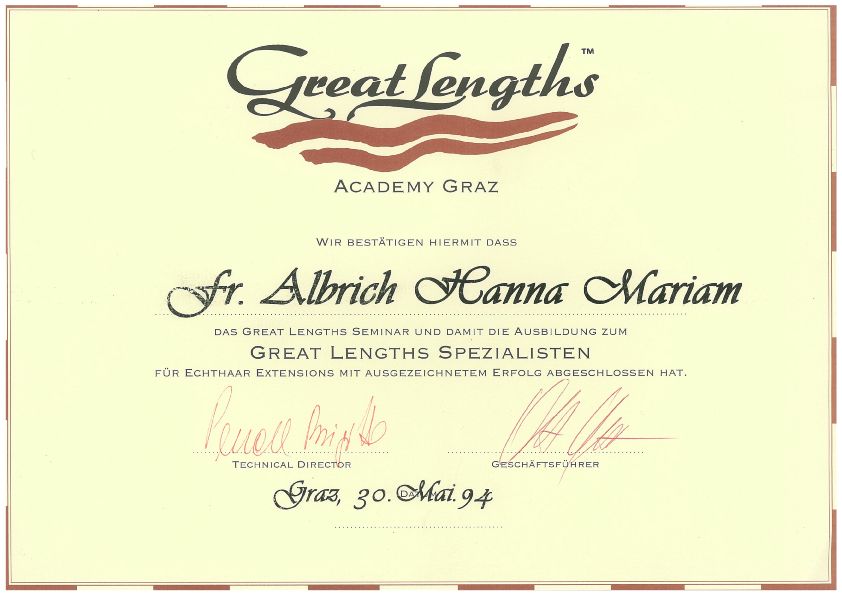 Great Lengths™
ACADEMY GRAZ
WIR BESTÄTIGEN HIERMIT DASS
Fr. Albrich Hanna Mariam
DAS GREAT LENGTHS SEMINAR UND DAMIT DIE AUSBILDUNG ZUM
GREAT LENGTHS SPEZIALISTEN
FÜR ECHTHAAR EXTENSIONS MIT AUSGEZEICHNETEM ERFOLG ABGESCHLOSSEN HAT.
TECHNICAL DIRECTOR GESCHÄFTSFÜHRER
Graz, 30. Mai. 94